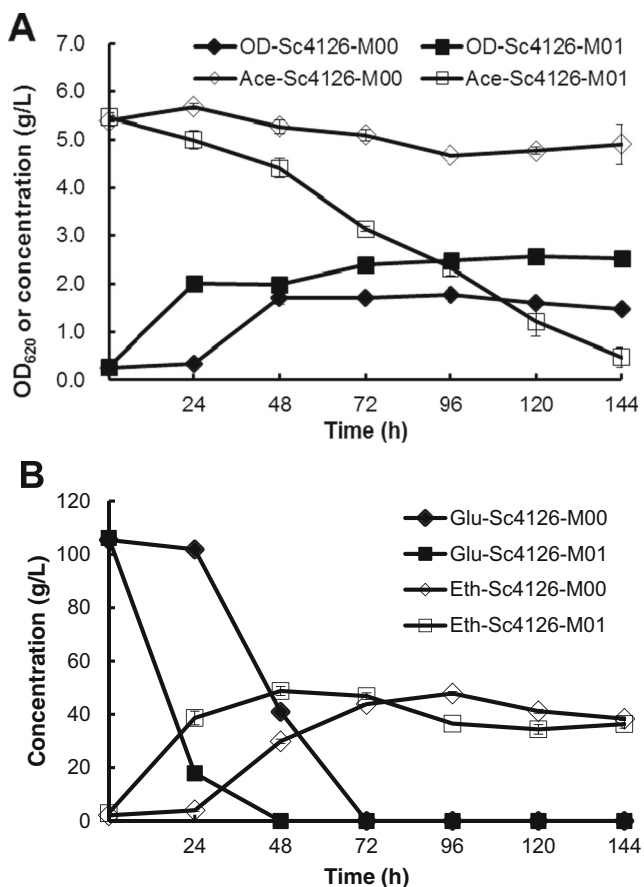 A
OD-Sc4126-M00 OD-Sc4126-M01
Ace-Sc4126-M00 Ace-Sc4126-M01
7.0
6.0
5.0
4.0
3.0
2.0
1.0
0.0
OD620 or concentration (g/L)
24 48 72 96 120 144
Time (h)
B
Glu-Sc4126-M00
Glu-Sc4126-M01
Eth-Sc4126-M00
Eth-Sc4126-M01
120
100
80
60
40
20
0
Concentration (g/L)
24 48 72 96 120 144
Time (h)